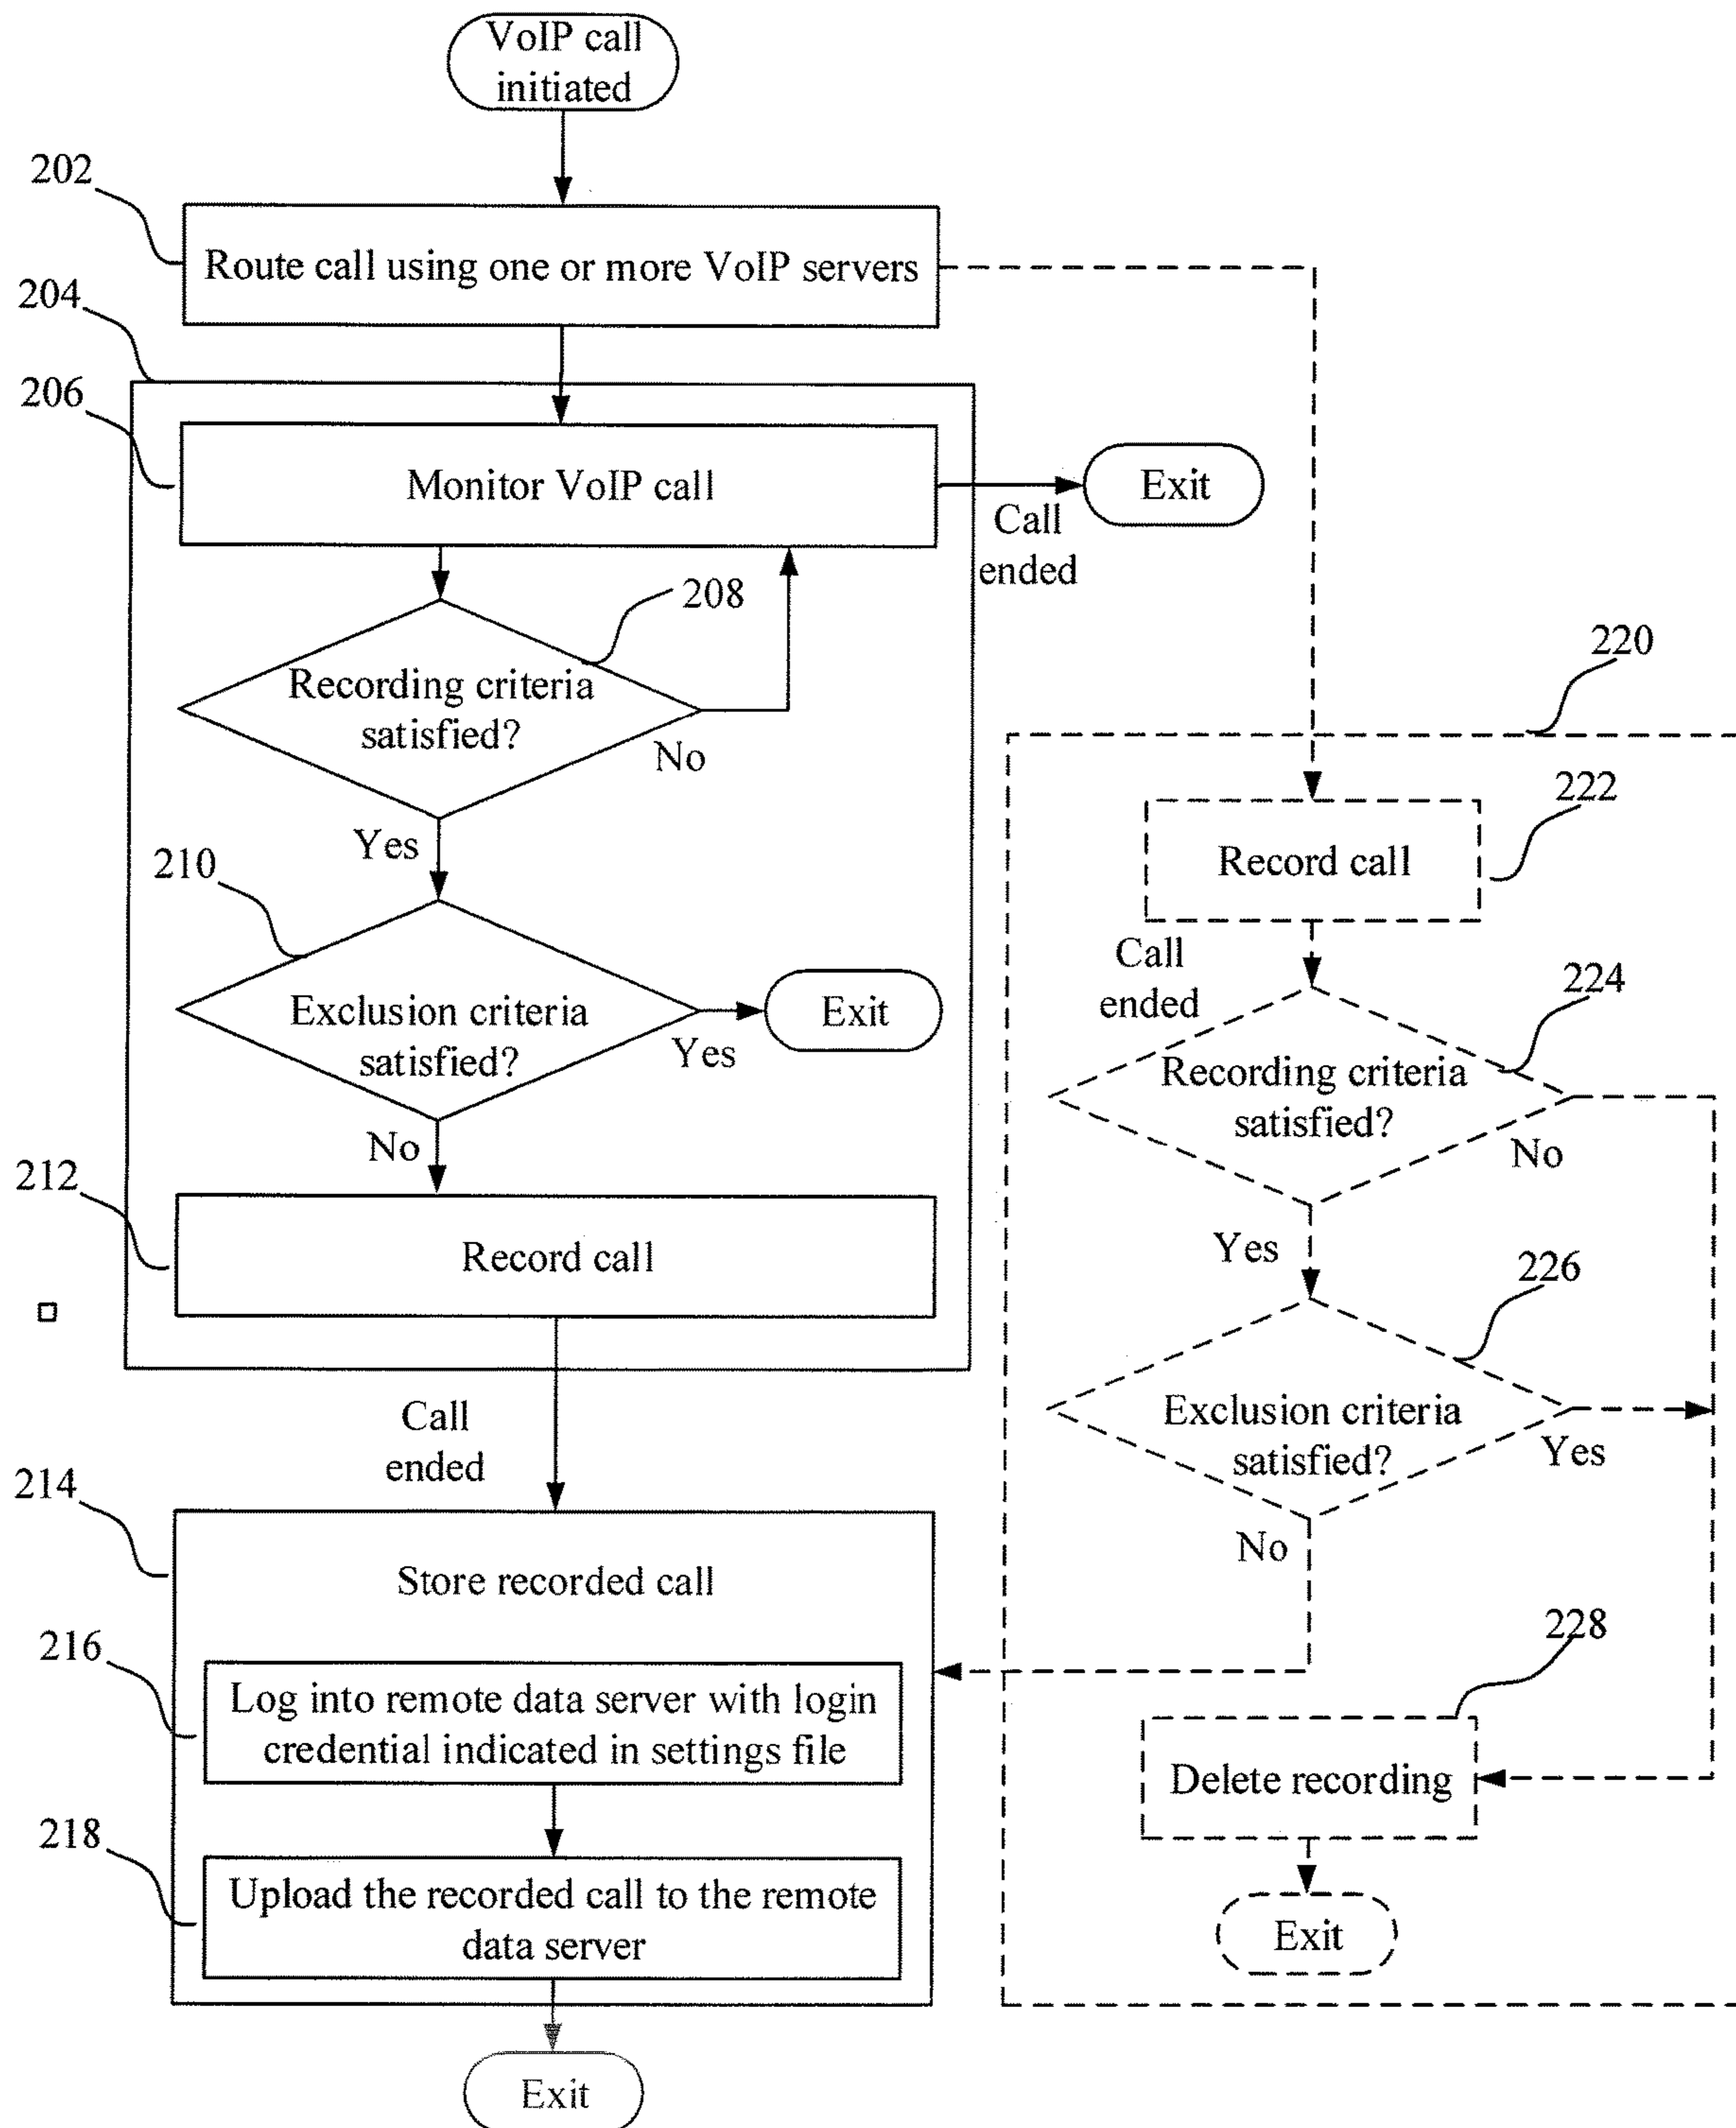 VoIP call
initiated
202
Route call using one or more VoIP servers
204
206
Monitor VoIP call
Exit
Call
ended
208
Recording criteria
satisfied?
No
Yes
210
Exclusion criteria
satisfied?
Exit
Yes
No
212
Record call
Call
ended
214
Store recorded call
216
Log into remote data server with login
credential indicated in settings file
218
Upload the recorded call to the remote
data server
Exit
220
222
Record call
Call
ended
224
Recording criteria
satisfied?
No
Yes
226
Exclusion criteria
satisfied?
Yes
No
228
Delete recording
Exit